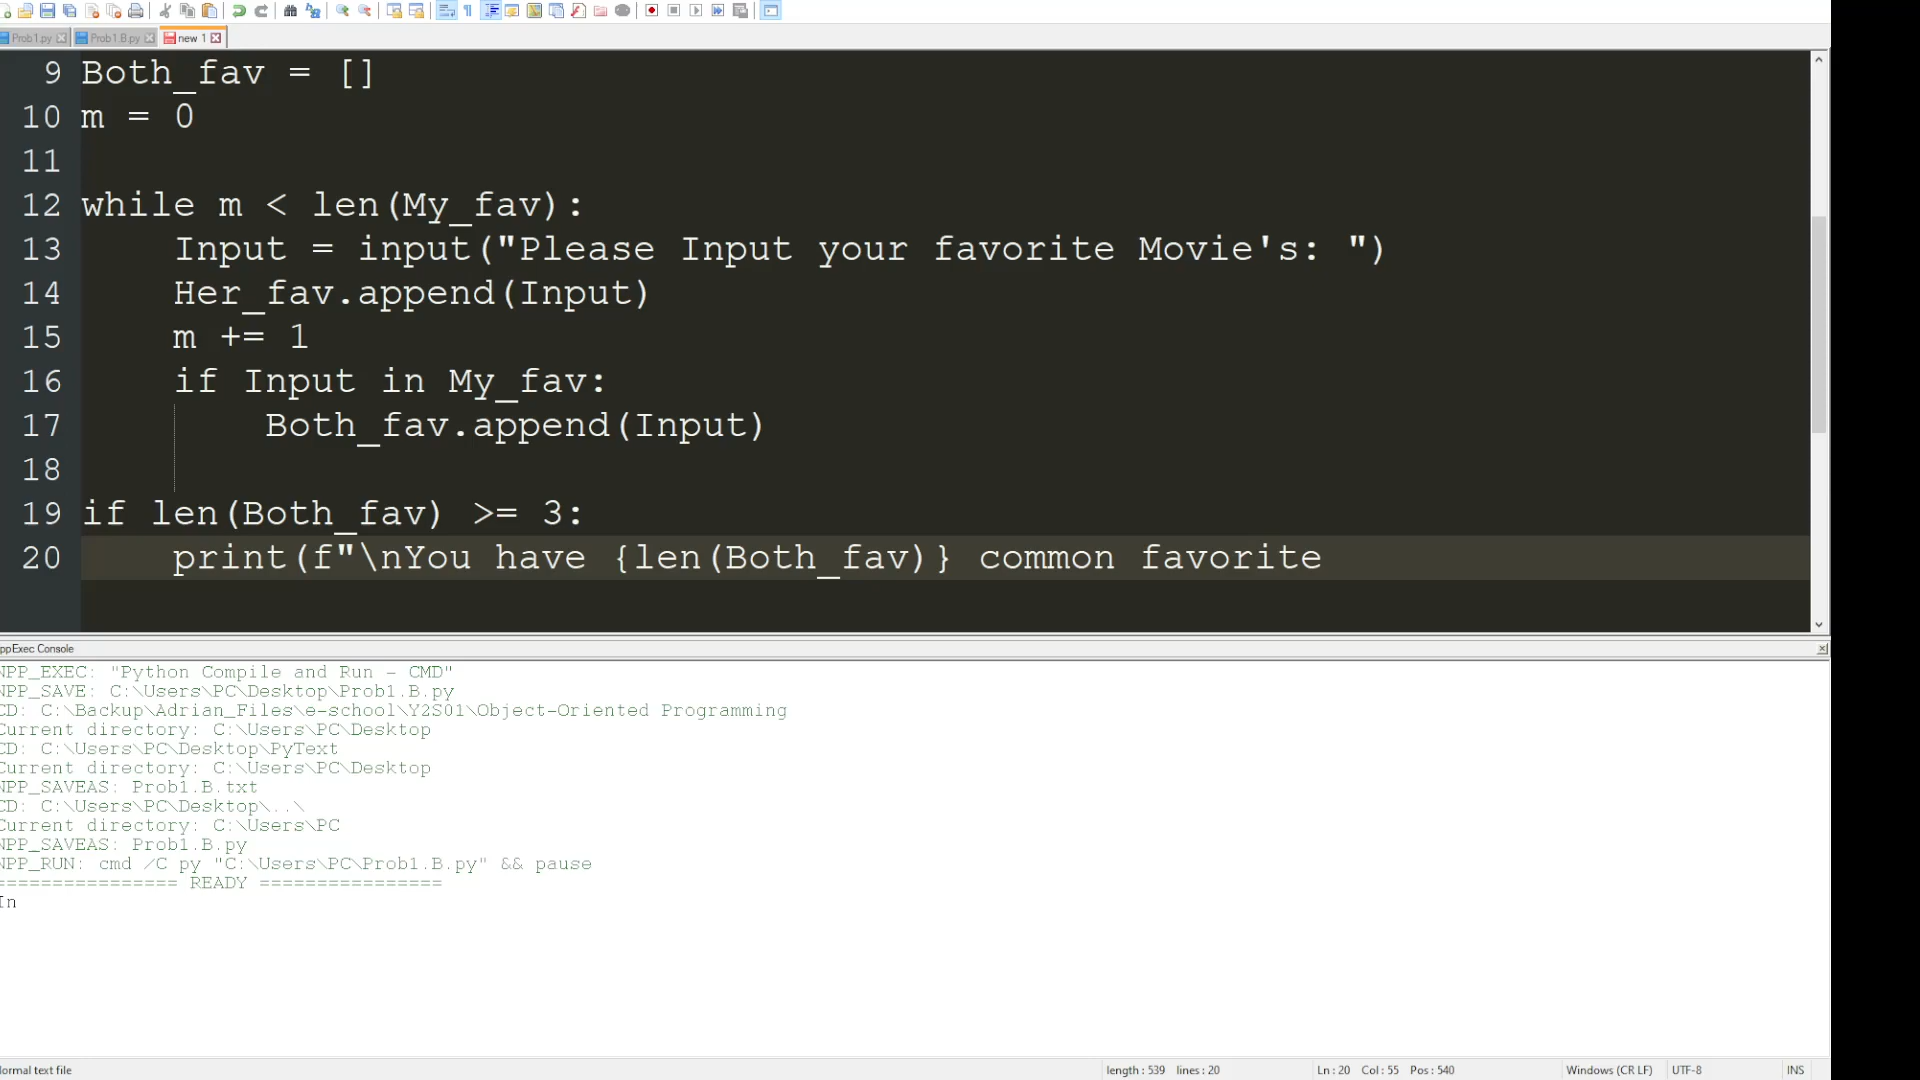 Prob1.py
Prob1.B.py
new 1
9 Both_fav = []
10 m = 0
11
12 while m < len(My_fav):
13 Input = input("Please Input your favorite Movie's: ")
14 Her_fav.append(Input)
15 m += 1
16 if Input in My_fav:
17 Both_fav.append(Input)
18
19 if len(Both_fav) >= 3:
20 print(f"\nYou have {len(Both_fav)} common favorite
ppExec Console
NPP_EXEC: "Python Compile and Run - CMD"
NPP_SAVE: C:\Users\PC\Desktop\Prob1.B.py
CD: C:\Backup\Adrian_Files\e-school\Y2S01\Object-Oriented Programming
Current directory: C:\Users\PC\Desktop
CD: C:\Users\PC\Desktop\PyText
Current directory: C:\Users\PC\Desktop
NPP_SAVEAS: Prob1.B.txt
CD: C:\Users\PC\Desktop\..\
Current directory: C:\Users\PC
NPP_SAVEAS: Prob1.B.py
NPP_RUN: cmd /C py "C:\Users\PC\Prob1.B.py" && pause
================ READY ================
In
ormal text file length : 539 lines : 20 Ln : 20 Col : 55 Pos : 540 Windows (CR LF) UTF-8 INS